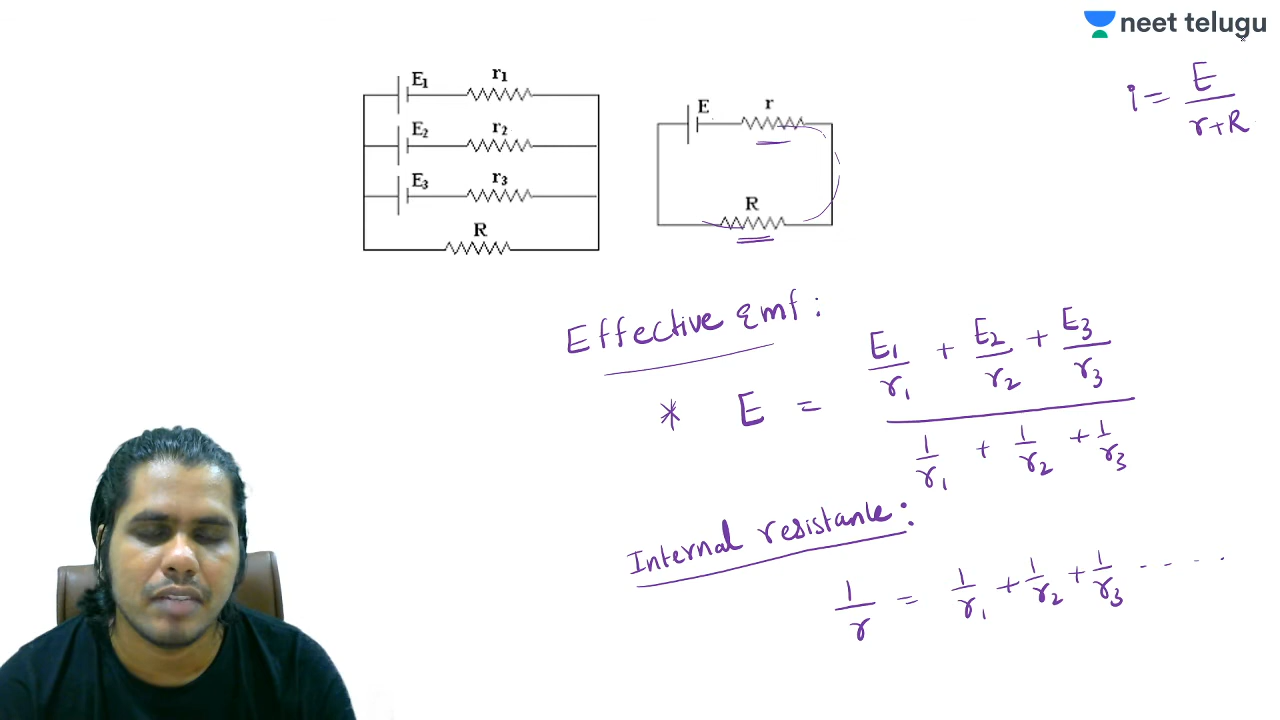 neet telugu
E1 r1
E2 r2
E3 r3
R
E r
R
i = E / (r+R)
Effective emf:
* E = (E1/r1 + E2/r2 + E3/r3) / (1/r1 + 1/r2 + 1/r3)
Internal resistance:
1/r = 1/r1 + 1/r2 + 1/r3 - - - -